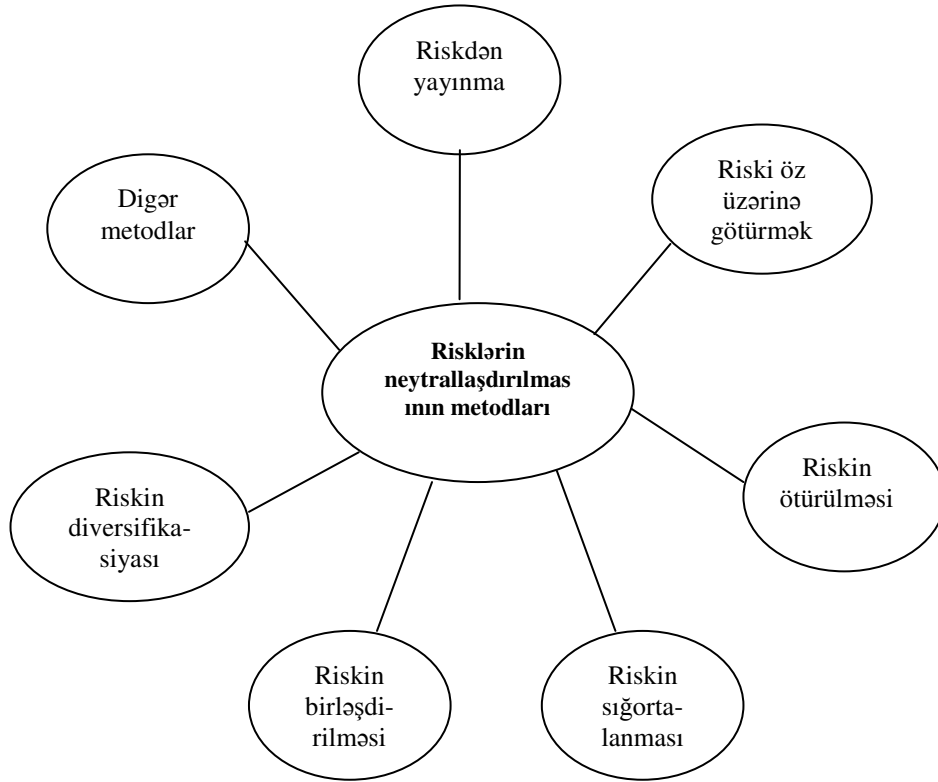 Riskdən
yayınma
Digər
metodlar
Riski öz
üzərinə
götürmək
Risklərin
neytrallaşdırılmas
ının metodları
Riskin
ötürülməsi
Riskin
diversifika-
siyası
Riskin
birləşdi-
rilməsi
Riskin
sığorta-
lanması